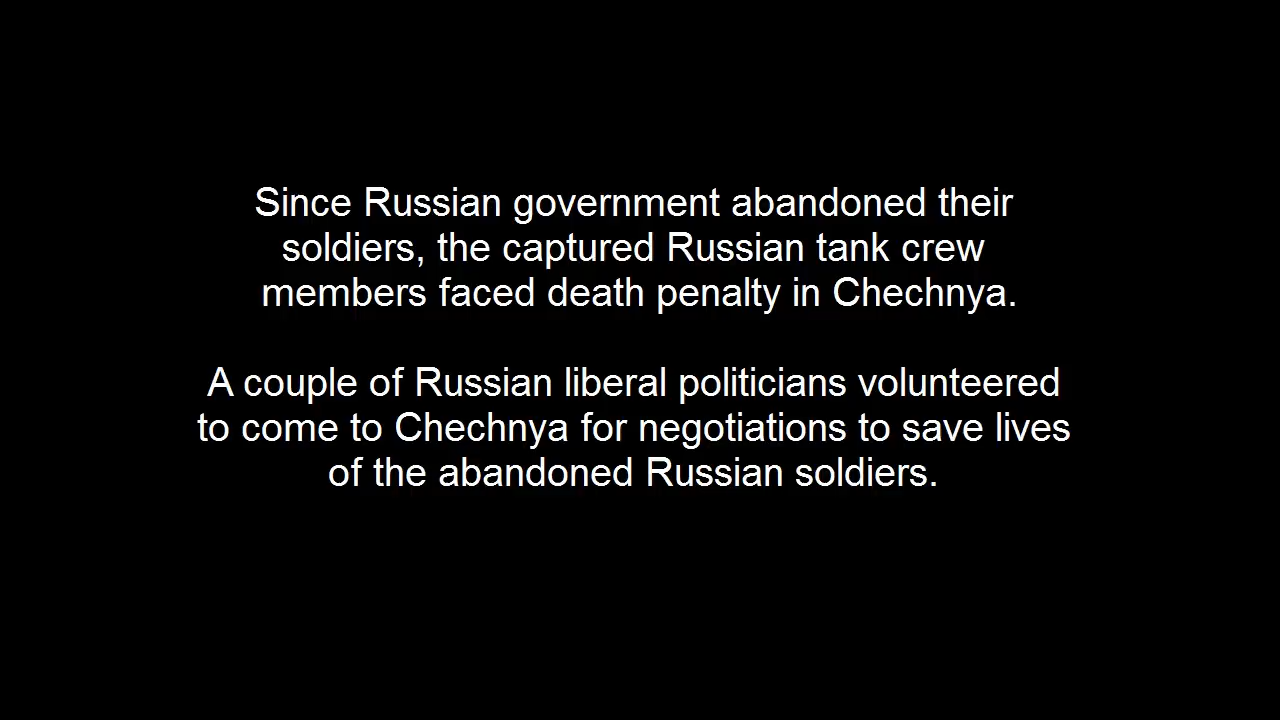 Since Russian government abandoned their
soldiers, the captured Russian tank crew
members faced death penalty in Chechnya.
A couple of Russian liberal politicians volunteered
to come to Chechnya for negotiations to save lives
of the abandoned Russian soldiers.